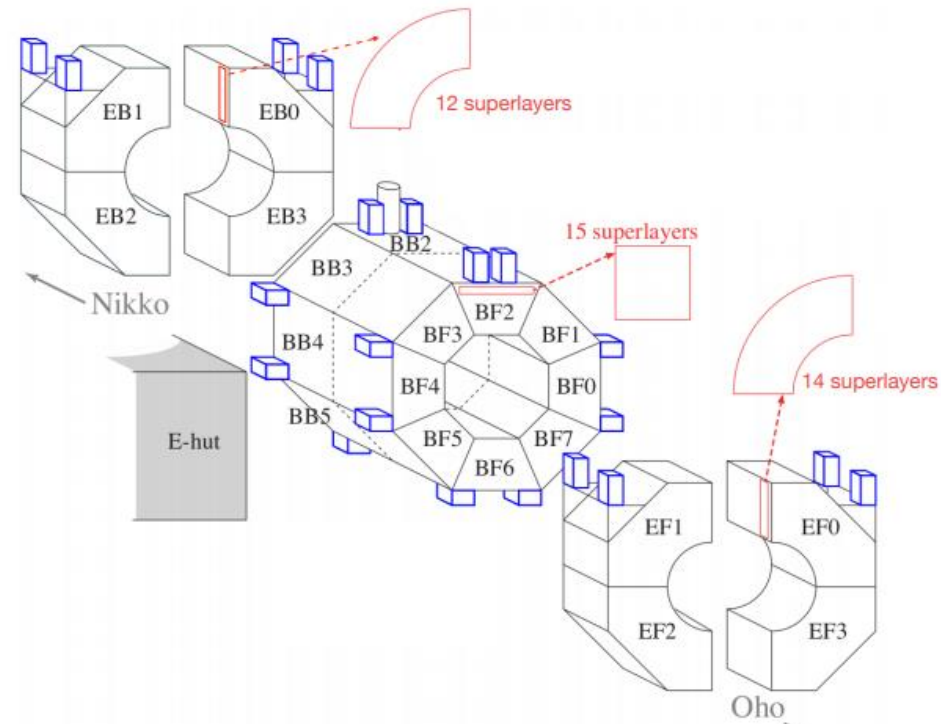 EB1
EB0
12 superlayers
EB2
EB3
BB2
15 superlayers
BB3
Nikko
BF2
BF3
BF1
BB4
BF4
BF0
14 superlayers
BB5
E-hut
BF5
BF7
BF6
EF1
EF0
EF2
EF3
Oho